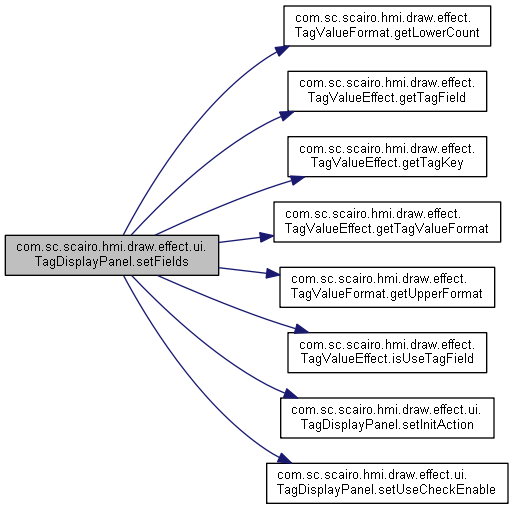 com.sc.scairo.hmi.draw.effect.ui.
TagDisplayPanel.setFields
com.sc.scairo.hmi.draw.effect.
TagValueFormat.getLowerCount
com.sc.scairo.hmi.draw.effect.
TagValueEffect.getTagField
com.sc.scairo.hmi.draw.effect.
TagValueEffect.getTagKey
com.sc.scairo.hmi.draw.effect.
TagValueEffect.getTagValueFormat
com.sc.scairo.hmi.draw.effect.
TagValueFormat.getUpperFormat
com.sc.scairo.hmi.draw.effect.
TagValueEffect.isUseTagField
com.sc.scairo.hmi.draw.effect.ui.
TagDisplayPanel.setInitAction
com.sc.scairo.hmi.draw.effect.ui.
TagDisplayPanel.setUseCheckEnable